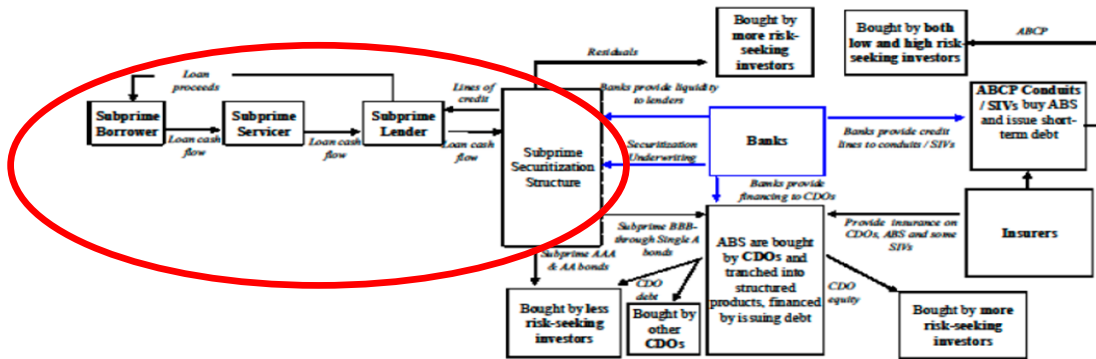 Bought by
more risk-
seeking
investors
Bought by both
low and high risk-
seeking investors
ABCP
Residuals
Loan
proceeds
Lines of
credit
Banks provide liquidity
to lenders
ABCP Conduits
/ SIVs buy ABS
and issue short-
term debt
Subprime
Borrower
Subprime
Servicer
Subprime
Lender
Loan cash
flow
Loan cash
flow
Loan cash
flow
Subprime
Securitization
Structure
Securitization
Underwriting
Banks
Banks provide credit
lines to conduits / SIVs
Banks provide
financing to CDOs
Subprime BBB-
through Single A
bonds
Subprime AAA
& AA bonds
ABS are bought
by CDOs and
tranched into
structured
products, financed
by issuing debt
Provide insurance on
CDOs, ABS and some
SIVs
Insurers
CDO
debt
CDO
equity
Bought by less
risk-seeking
investors
Bought by
other
CDOs
Bought by more
risk-seeking
investors